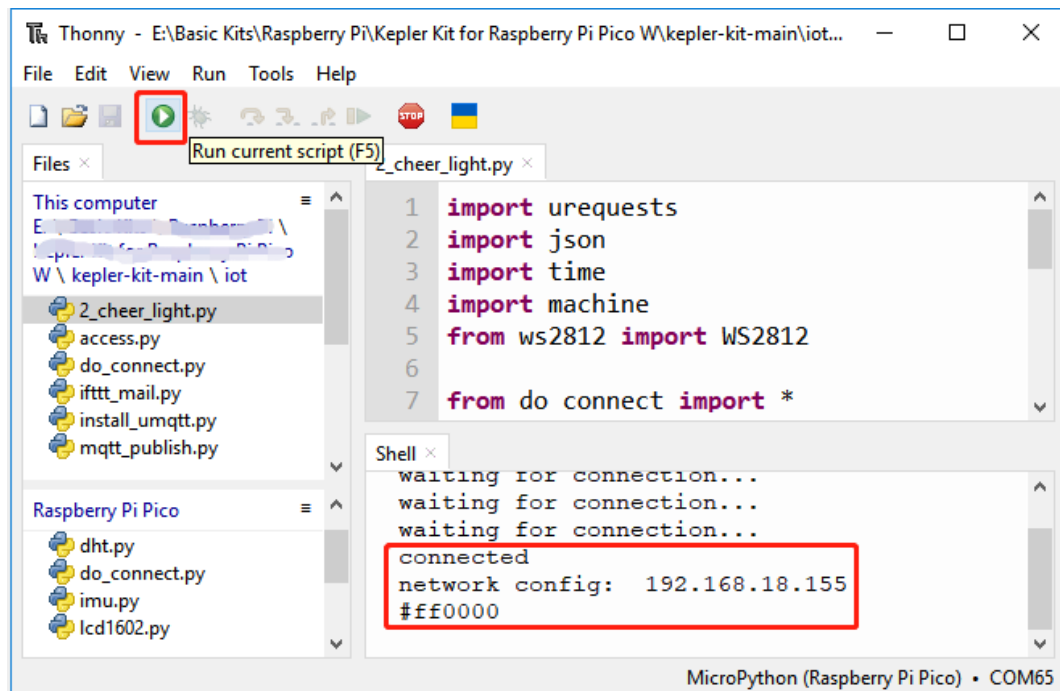 Thonny - E:\Basic Kits\Raspberry Pi\Kepler Kit for Raspberry Pi Pico W\kepler-kit-main\iot...
File Edit View Run Tools Help
STOP
Run current script (F5)
Files
This computer
W \ kepler-kit-main \ iot
2_cheer_light.py
access.py
do_connect.py
ifttt_mail.py
install_umqtt.py
mqtt_publish.py
Raspberry Pi Pico
dht.py
do_connect.py
imu.py
lcd1602.py
2_cheer_light.py
1 import urequests
2 import json
3 import time
4 import machine
5 from ws2812 import WS2812
6
7 from do connect import *
Shell
waiting for connection...
waiting for connection...
waiting for connection...
connected
network config: 192.168.18.155
#ff0000
MicroPython (Raspberry Pi Pico) • COM65